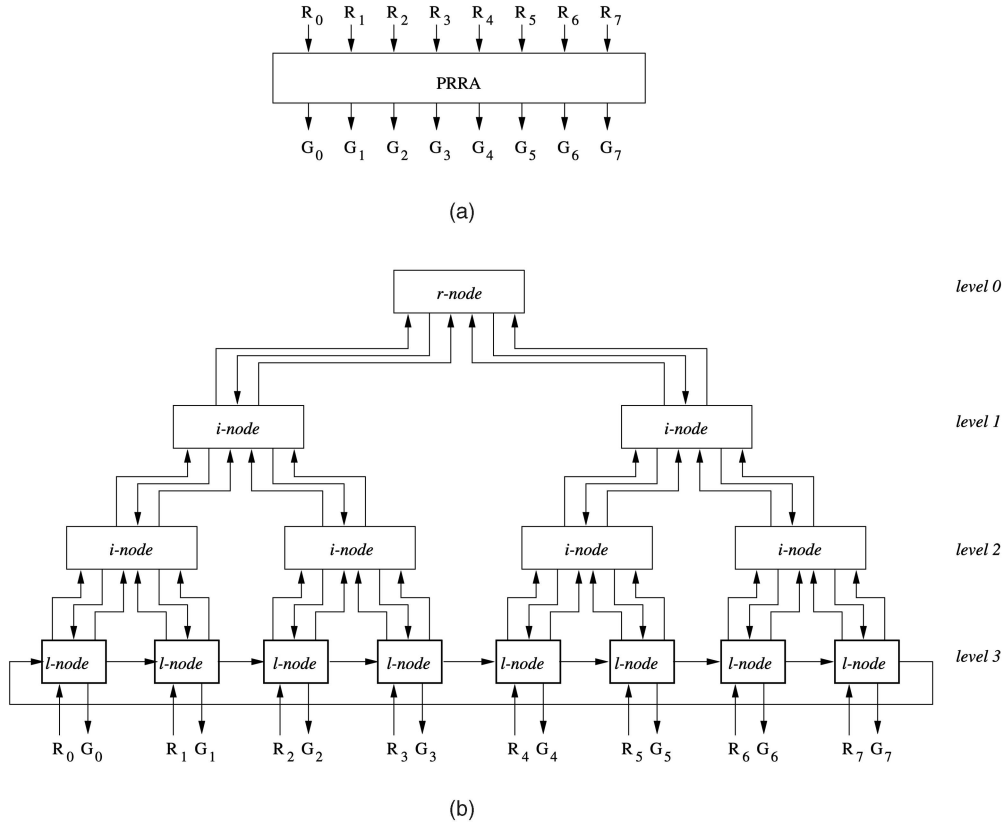 R0 R1 R2 R3 R4 R5 R6 R7
PRRA
G0 G1 G2 G3 G4 G5 G6 G7
(a)
r-node level 0
i-node i-node level 1
i-node i-node i-node i-node level 2
l-node l-node l-node l-node l-node l-node l-node l-node level 3
R0 G0 R1 G1 R2 G2 R3 G3 R4 G4 R5 G5 R6 G6 R7 G7
(b)